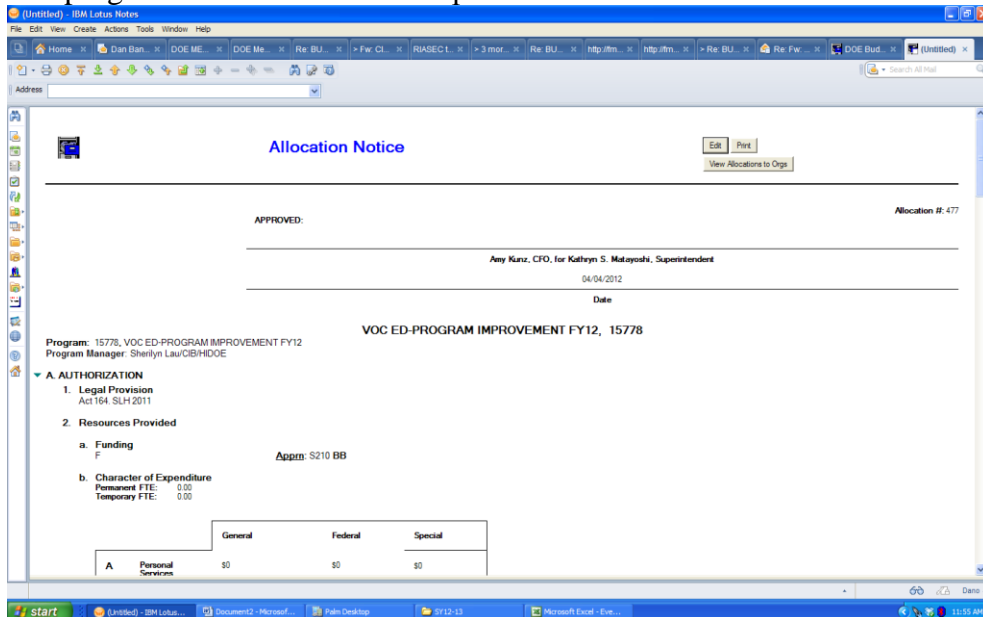 (Untitled) - IBM Lotus Notes
File Edit View Create Actions Tools Window Help
Home Dan Ban... DOE ME... DOE Me... Re: BU... > Fw: Cl... RIASEC t... > 3 mor... Re: BU... http://fm... http://fm... > Re: BU... Re: Fw: ... DOE Bud... (Untitled)
Search All Mail
Address
Allocation Notice
Edit Print
View Allocations to Orgs
Allocation #: 477
APPROVED:
Amy Kunz, CFO, for Kathryn S. Matayoshi, Superintendent
04/04/2012
Date
VOC ED-PROGRAM IMPROVEMENT FY12, 15778
Program: 15778, VOC ED-PROGRAM IMPROVEMENT FY12
Program Manager: Sherilyn Lau/CIB/HIDOE
A. AUTHORIZATION
1. Legal Provision
Act 164. SLH 2011
2. Resources Provided
a. Funding
F Apprn: S210 BB
b. Character of Expenditure
Permanent FTE: 0.00
Temporary FTE: 0.00
General Federal Special
A Personal Services $0 $0 $0
Dano
start (Untitled) - IBM Lotus... Document2 - Microsof... Palm Desktop SY12-13 Microsoft Excel - Eve... 11:55 AM